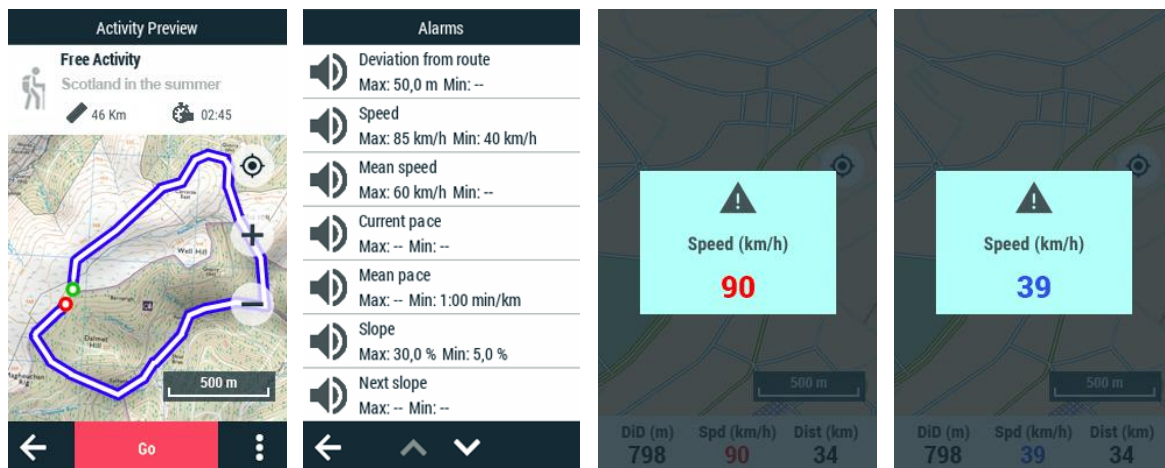 Activity Preview
Free Activity
Scotland in the summer
46 Km
02:45
Well Hill
Dalmet
Hill
500 m
Go
Alarms
Deviation from route
Max: 50,0 m Min: --
Speed
Max: 85 km/h Min: 40 km/h
Mean speed
Max: 60 km/h Min: --
Current pace
Max: -- Min: --
Mean pace
Max: -- Min: 1:00 min/km
Slope
Max: 30,0 % Min: 5,0 %
Next slope
Max: -- Min: --
Speed (km/h)
90
500 m
DiD (m) Spd (km/h) Dist (km)
798 90 34
Speed (km/h)
39
500 m
DiD (m) Spd (km/h) Dist (km)
798 39 34